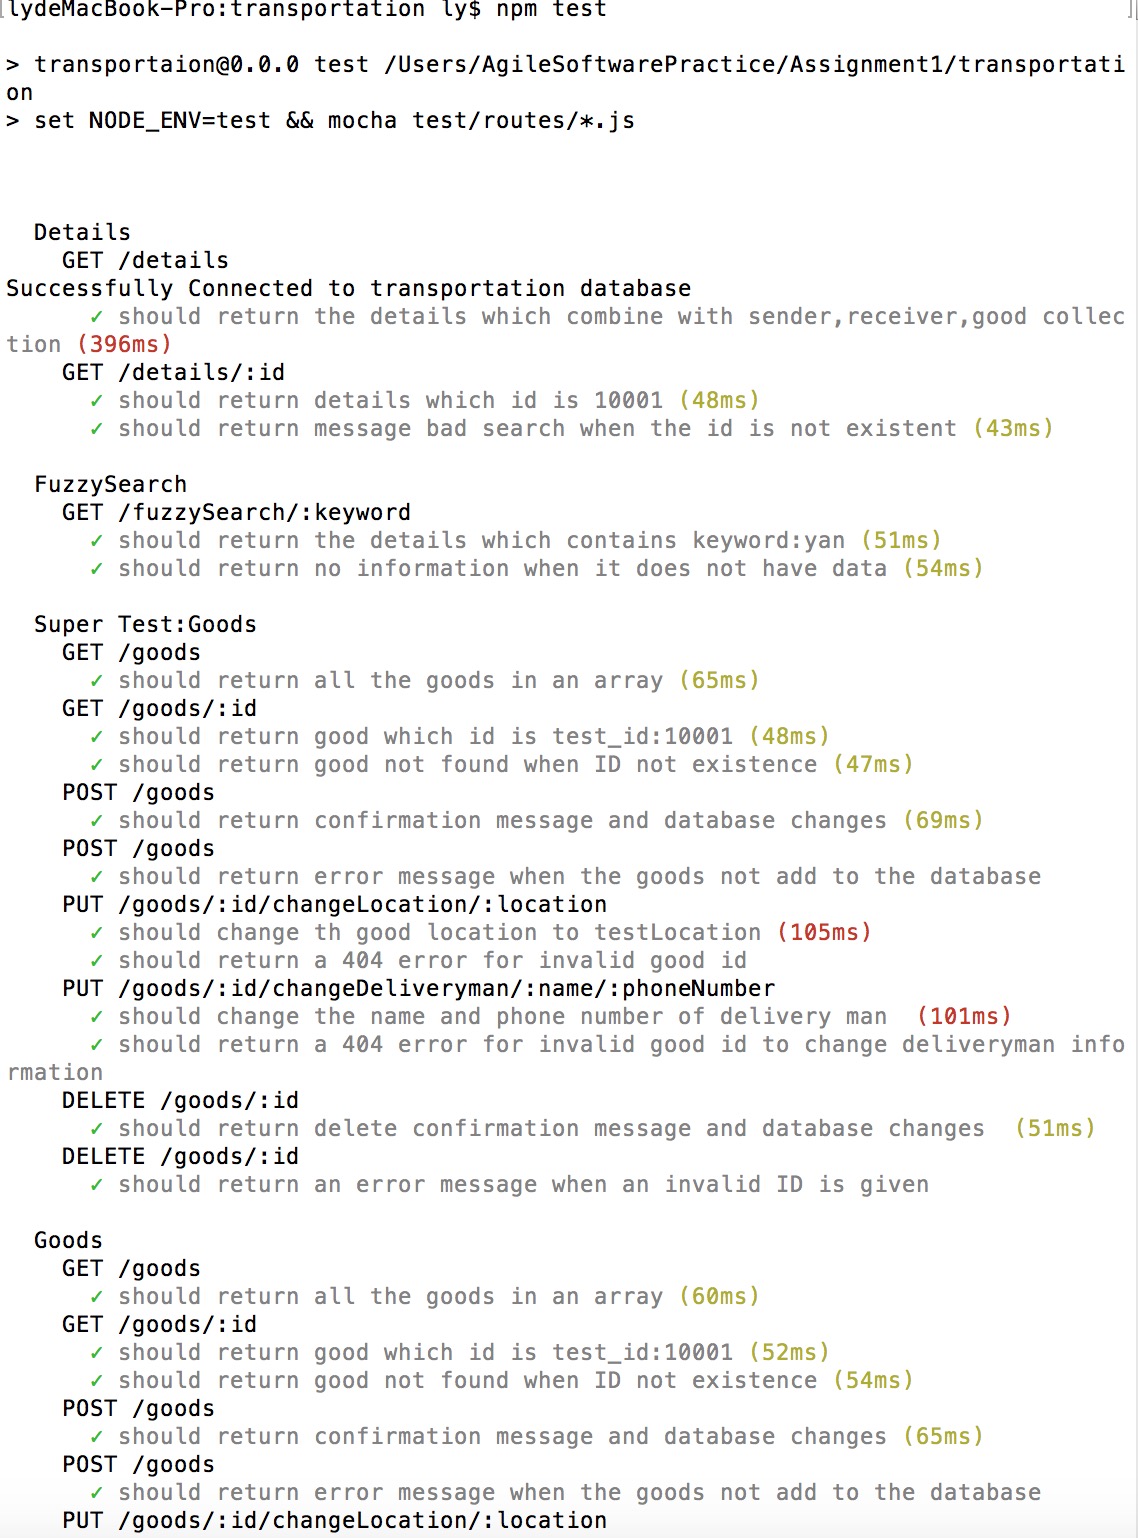 [lydeMacBook-Pro:transportation ly$ npm test ]

> transportaion@0.0.0 test /Users/AgileSoftwarePractice/Assignment1/transportati
on
> set NODE_ENV=test && mocha test/routes/*.js

  Details
    GET /details
Successfully Connected to transportation database
      ✓ should return the details which combine with sender,receiver,good collec
tion (396ms)
    GET /details/:id
      ✓ should return details which id is 10001 (48ms)
      ✓ should return message bad search when the id is not existent (43ms)

  FuzzySearch
    GET /fuzzySearch/:keyword
      ✓ should return the details which contains keyword:yan (51ms)
      ✓ should return no information when it does not have data (54ms)

  Super Test:Goods
    GET /goods
      ✓ should return all the goods in an array (65ms)
    GET /goods/:id
      ✓ should return good which id is test_id:10001 (48ms)
      ✓ should return good not found when ID not existence (47ms)
    POST /goods
      ✓ should return confirmation message and database changes (69ms)
    POST /goods
      ✓ should return error message when the goods not add to the database
    PUT /goods/:id/changeLocation/:location
      ✓ should change th good location to testLocation (105ms)
      ✓ should return a 404 error for invalid good id
    PUT /goods/:id/changeDeliveryman/:name/:phoneNumber
      ✓ should change the name and phone number of delivery man  (101ms)
      ✓ should return a 404 error for invalid good id to change deliveryman info
rmation
    DELETE /goods/:id
      ✓ should return delete confirmation message and database changes  (51ms)
    DELETE /goods/:id
      ✓ should return an error message when an invalid ID is given

  Goods
    GET /goods
      ✓ should return all the goods in an array (60ms)
    GET /goods/:id
      ✓ should return good which id is test_id:10001 (52ms)
      ✓ should return good not found when ID not existence (54ms)
    POST /goods
      ✓ should return confirmation message and database changes (65ms)
    POST /goods
      ✓ should return error message when the goods not add to the database
    PUT /goods/:id/changeLocation/:location